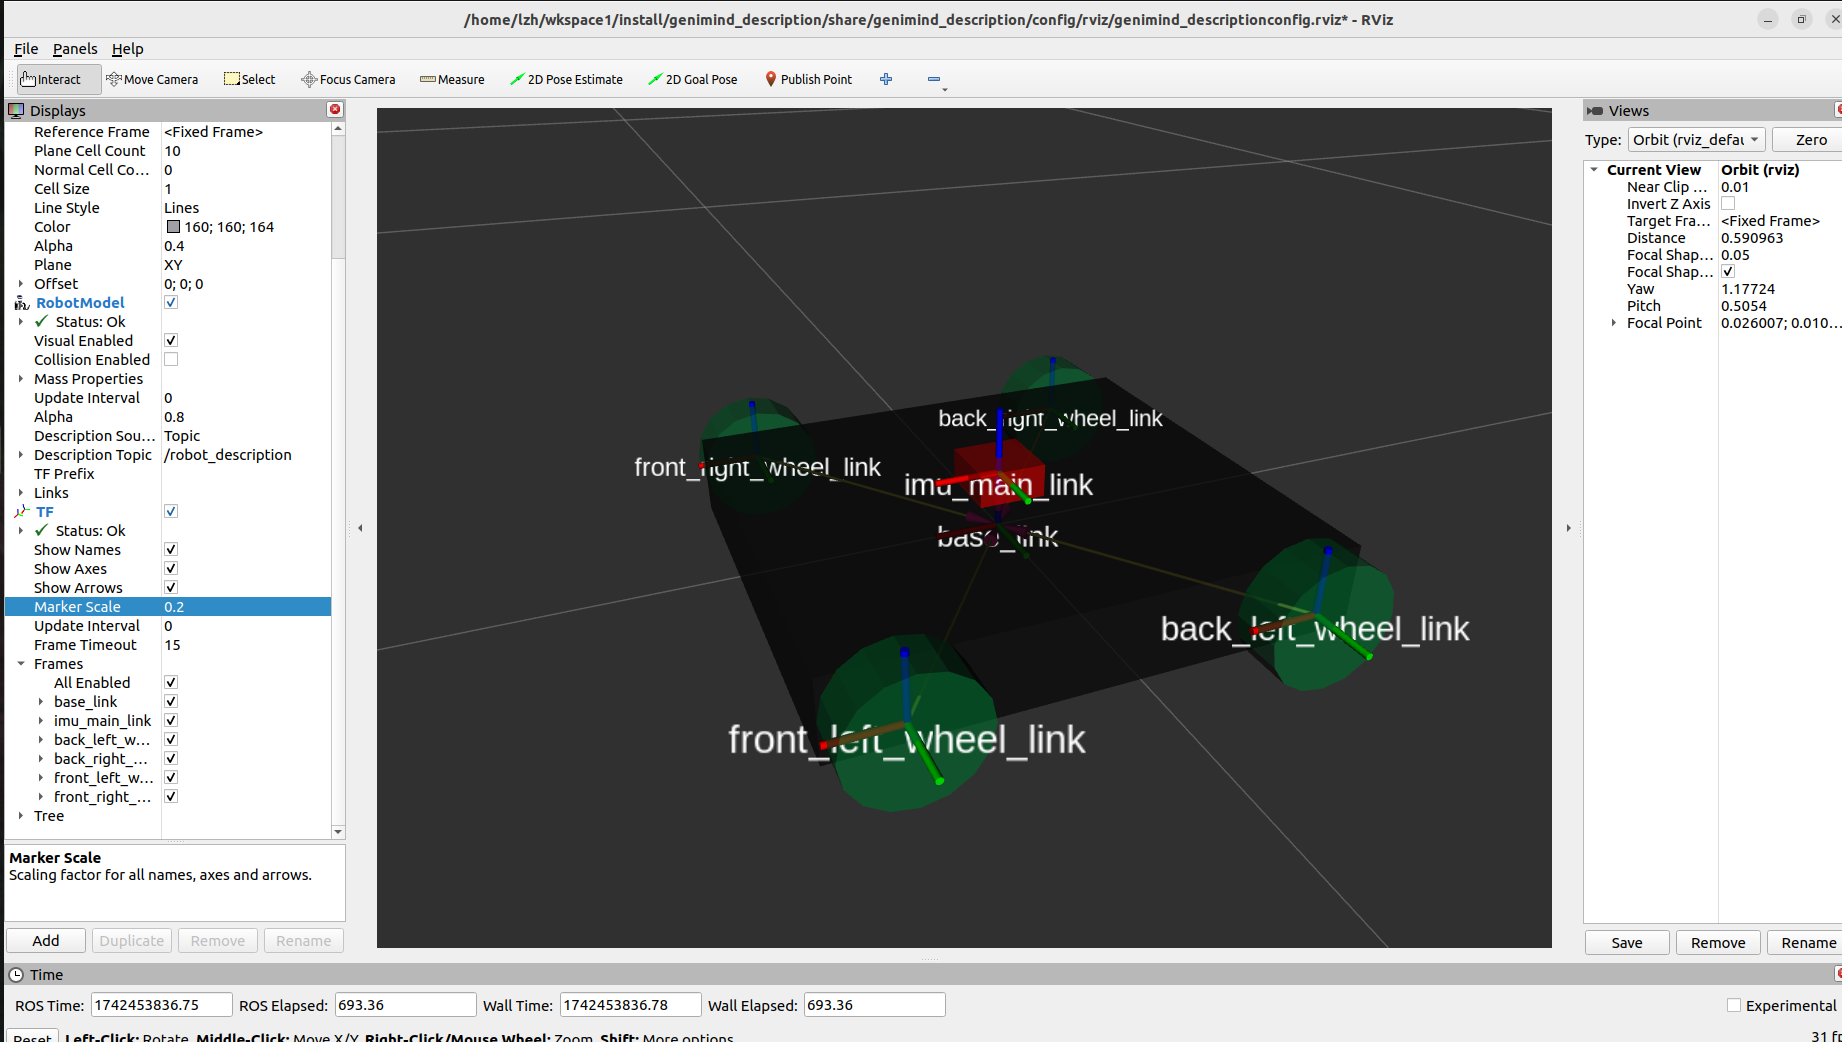 /home/lzh/wkspace1/install/genimind_description/share/genimind_description/config/rviz/genimind_descriptionconfig.rviz* - RViz
File Panels Help
Interact Move Camera Select Focus Camera Measure 2D Pose Estimate 2D Goal Pose Publish Point
Displays
Reference Frame <Fixed Frame>
Plane Cell Count 10
Normal Cell Co... 0
Cell Size 1
Line Style Lines
Color 160; 160; 164
Alpha 0.4
Plane XY
Offset 0; 0; 0
RobotModel
Status: Ok
Visual Enabled
Collision Enabled
Mass Properties
Update Interval 0
Alpha 0.8
Description Sou... Topic
Description Topic /robot_description
TF Prefix
Links
TF
Status: Ok
Show Names
Show Axes
Show Arrows
Marker Scale 0.2
Update Interval 0
Frame Timeout 15
Frames
All Enabled
base_link
imu_main_link
back_left_w...
back_right_...
front_left_w...
front_right_...
Tree
Marker Scale
Scaling factor for all names, axes and arrows.
Add Duplicate Remove Rename
back_right_wheel_link
front_right_wheel_link
imu_main_link
base_link
back_left_wheel_link
front_left_wheel_link
Views
Type: Orbit (rviz_defau Zero
Current View Orbit (rviz)
Near Clip ... 0.01
Invert Z Axis
Target Fra... <Fixed Frame>
Distance 0.590963
Focal Shap... 0.05
Focal Shap...
Yaw 1.17724
Pitch 0.5054
Focal Point 0.026007; 0.010...
Save Remove Rename
Time
ROS Time: 1742453836.75 ROS Elapsed: 693.36 Wall Time: 1742453836.78 Wall Elapsed: 693.36 Experimental
Reset Left-Click: Rotate. Middle-Click: Move X/Y. Right-Click/Mouse Wheel: Zoom. Shift: More options. 31 fp